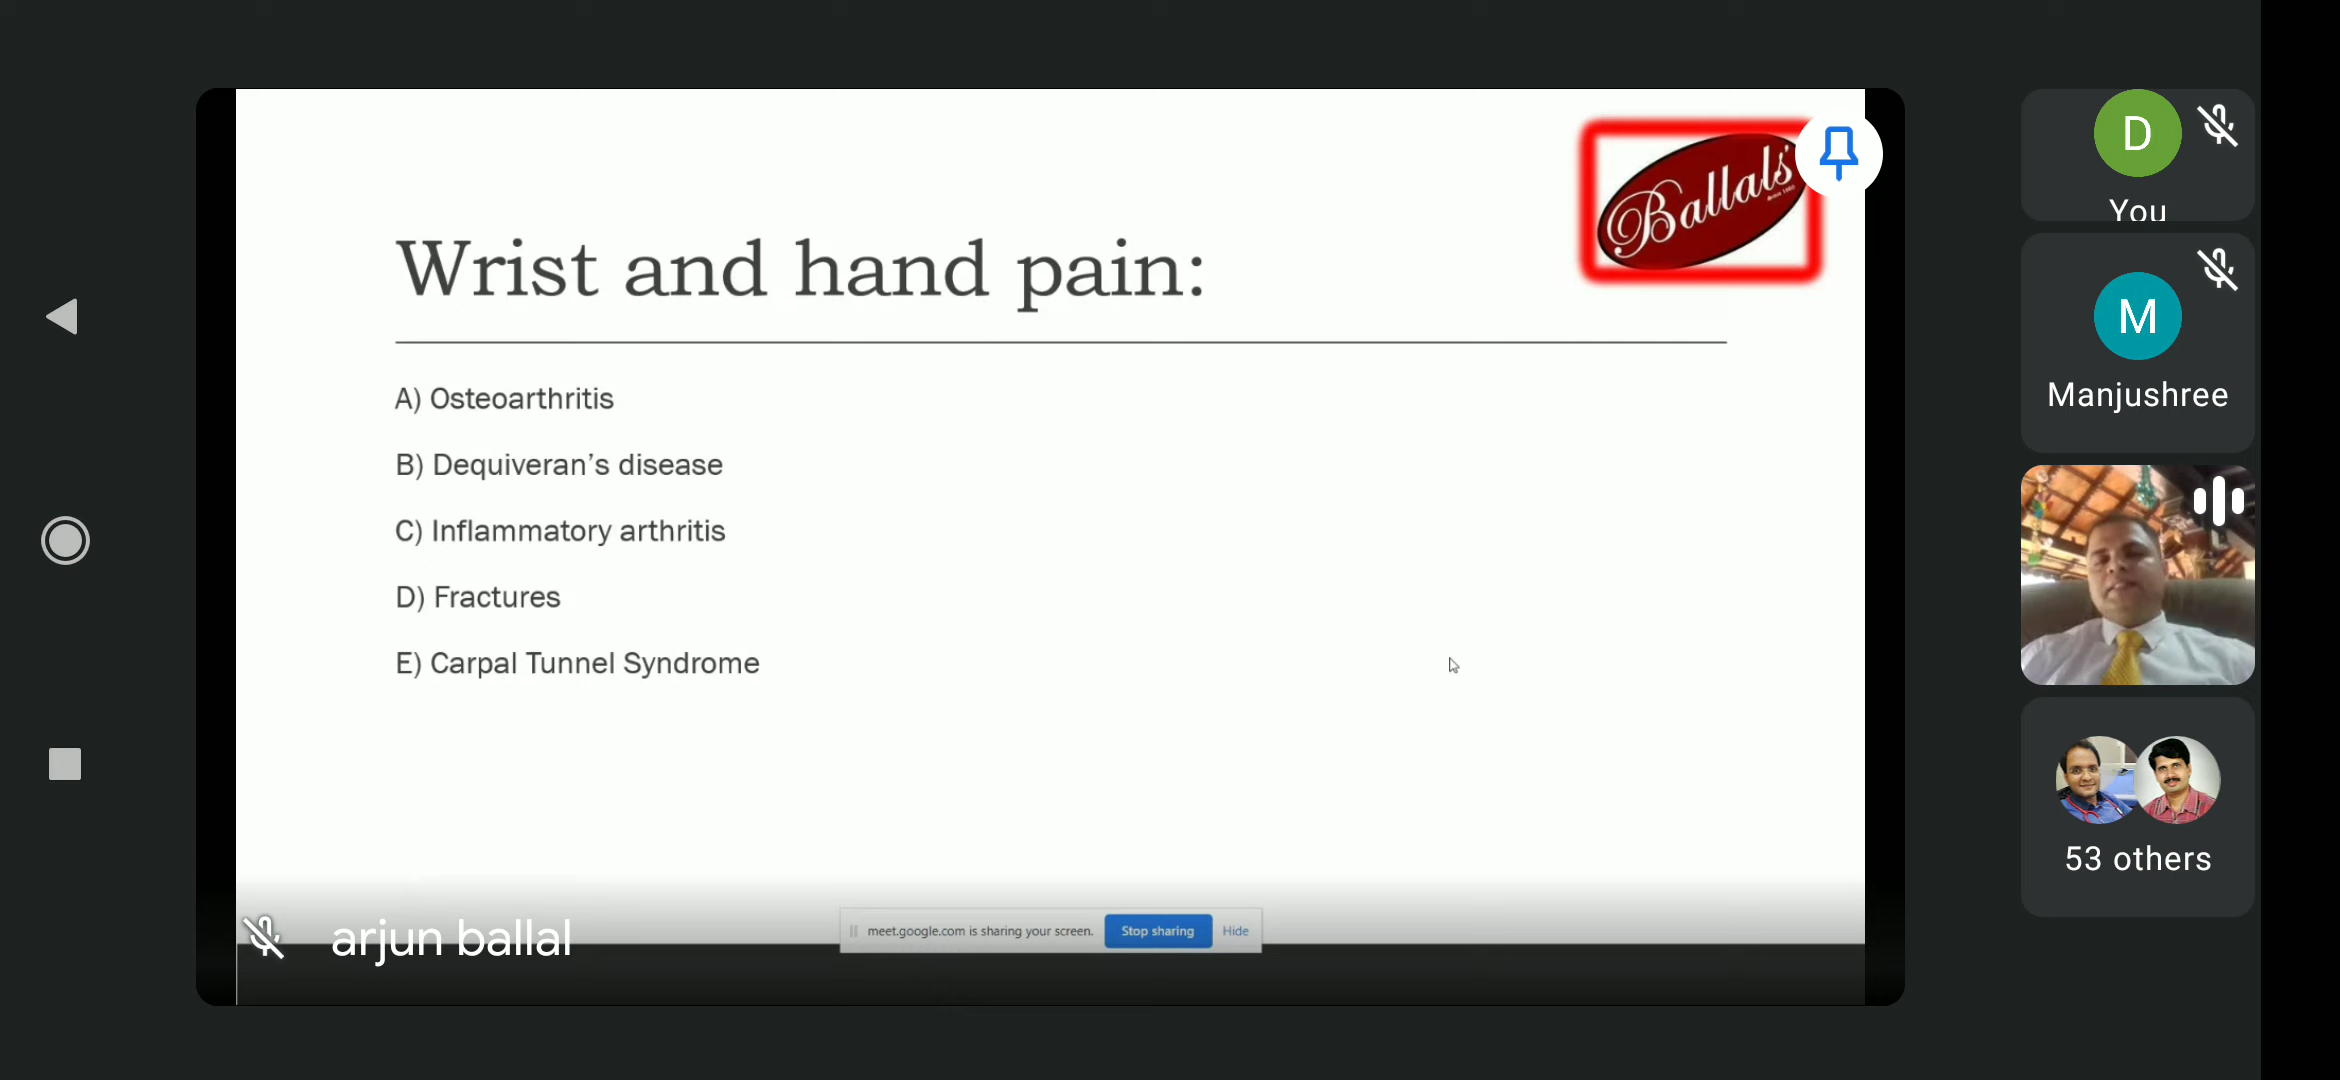 Ballals'
Wrist and hand pain:
A) Osteoarthritis
B) Dequiveran’s disease
C) Inflammatory arthritis
D) Fractures
E) Carpal Tunnel Syndrome
arjun ballal
meet.google.com is sharing your screen. Stop sharing Hide
D
You
M
Manjushree
53 others